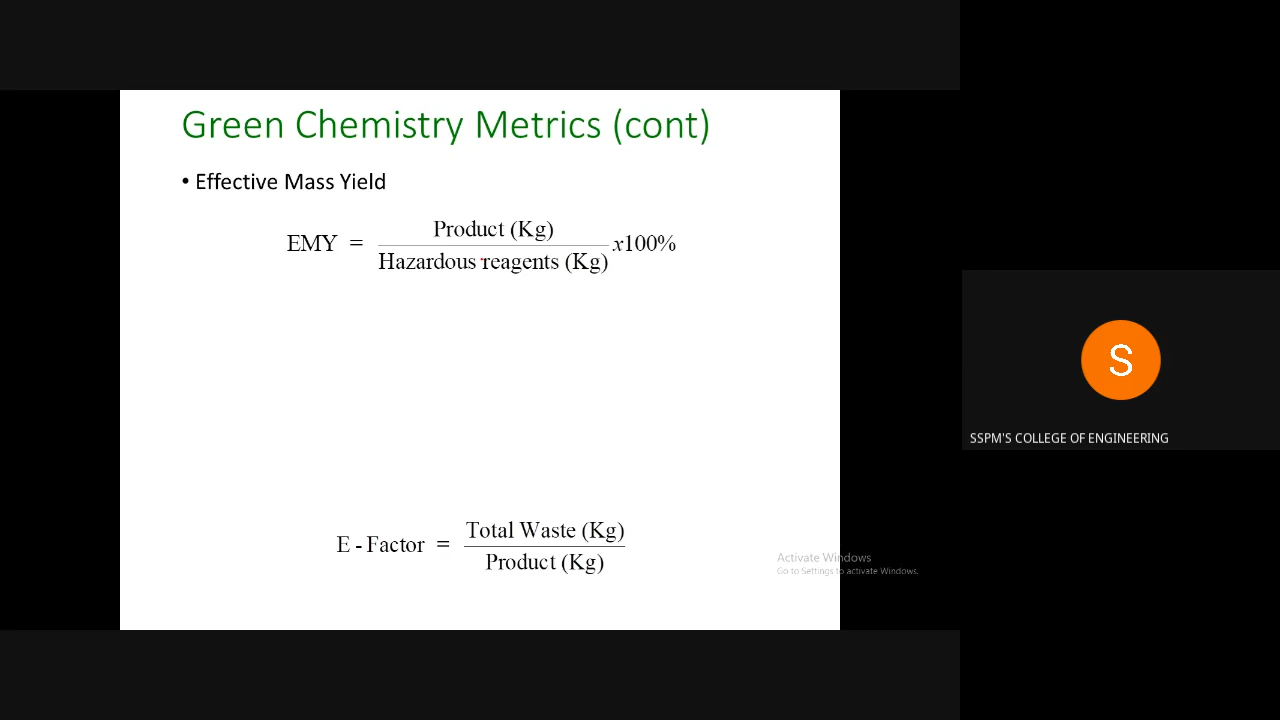 Green Chemistry Metrics (cont)
• Effective Mass Yield
EMY = Product (Kg) / Hazardous reagents (Kg) x100%
E - Factor = Total Waste (Kg) / Product (Kg)
Activate Windows
Go to Settings to activate Windows.
S
SSPM'S COLLEGE OF ENGINEERING